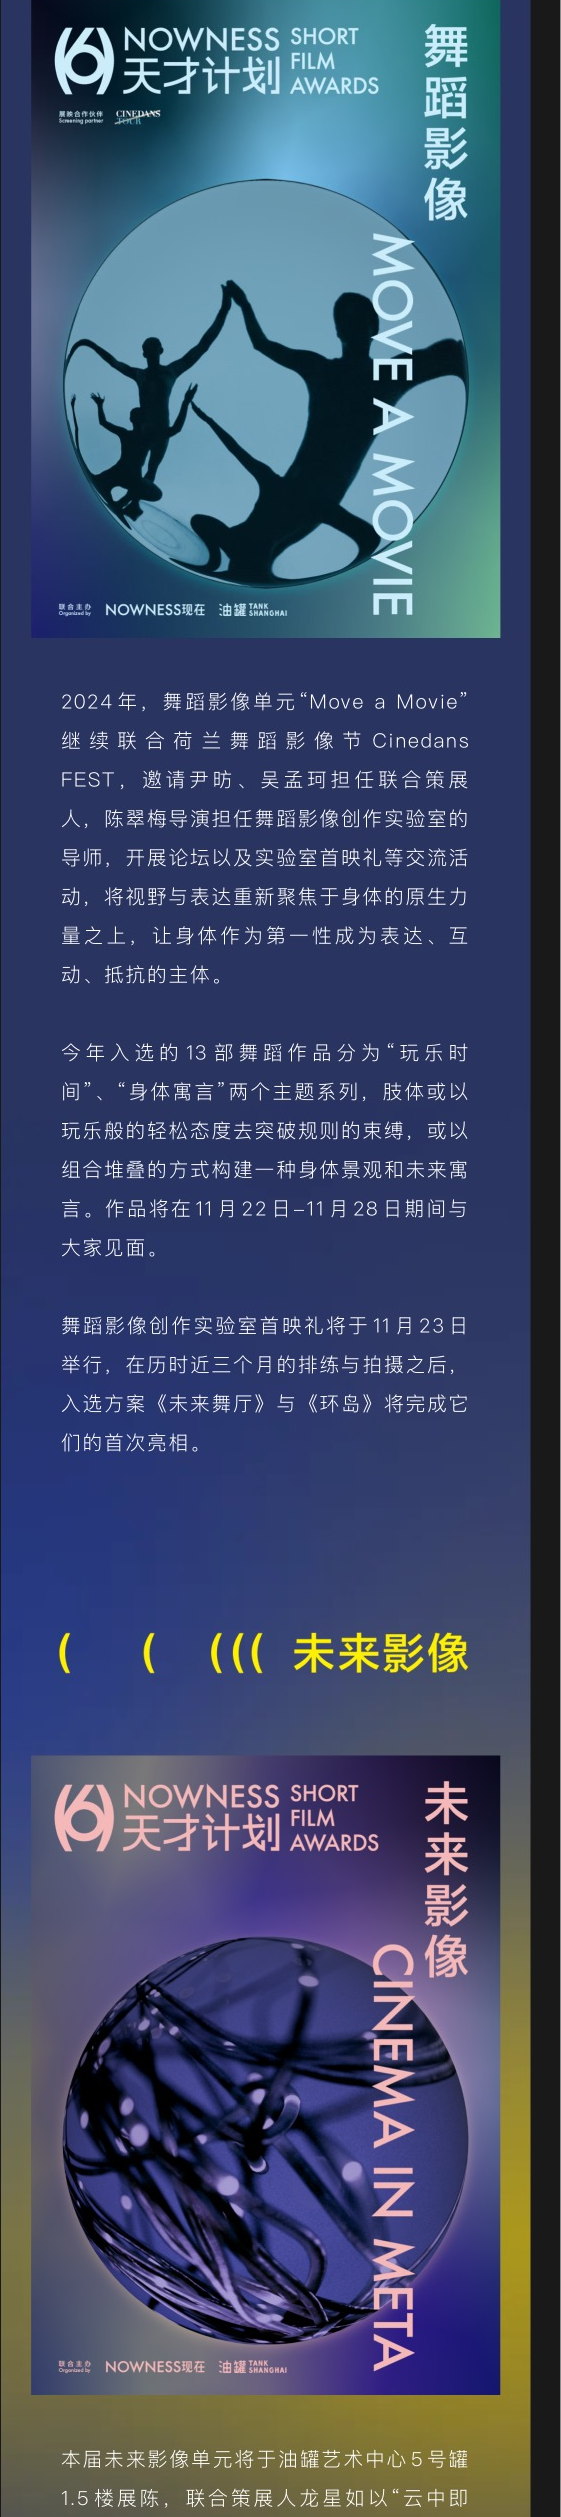 NOWNESS SHORT
FILM
天才计划 AWARDS
展映合作伙伴
Screening partner
CINEDANS
TOUR
舞蹈影像
MOVE A MOVIE
联合主办
Organized by
NOWNESS现在
油罐 TANK
SHANGHAI
2024年，舞蹈影像单元“Move a Movie”
继续联合荷兰舞蹈影像节Cinedans
FEST，邀请尹昉、吴孟珂担任联合策展
人，陈翠梅导演担任舞蹈影像创作实验室的
导师，开展论坛以及实验室首映礼等交流活
动，将视野与表达重新聚焦于身体的原生力
量之上，让身体作为第一性成为表达、互
动、抵抗的主体。
今年入选的13部舞蹈作品分为“玩乐时
间”、“身体寓言”两个主题系列，肢体或以
玩乐般的轻松态度去突破规则的束缚，或以
组合堆叠的方式构建一种身体景观和未来寓
言。作品将在11月22日–11月28日期间与
大家见面。
舞蹈影像创作实验室首映礼将于11月23日
举行，在历时近三个月的排练与拍摄之后，
入选方案《未来舞厅》与《环岛》将完成它
们的首次亮相。
( ( ((( 未来影像
6 NOWNESS SHORT
FILM
天才计划 AWARDS
未来影像
CINEMA IN META
联合主办
Organized by
NOWNESS现在
油罐 TANK
SHANGHAI
本届未来影像单元将于油罐艺术中心5号罐
1.5楼展陈，联合策展人龙星如以“云中即